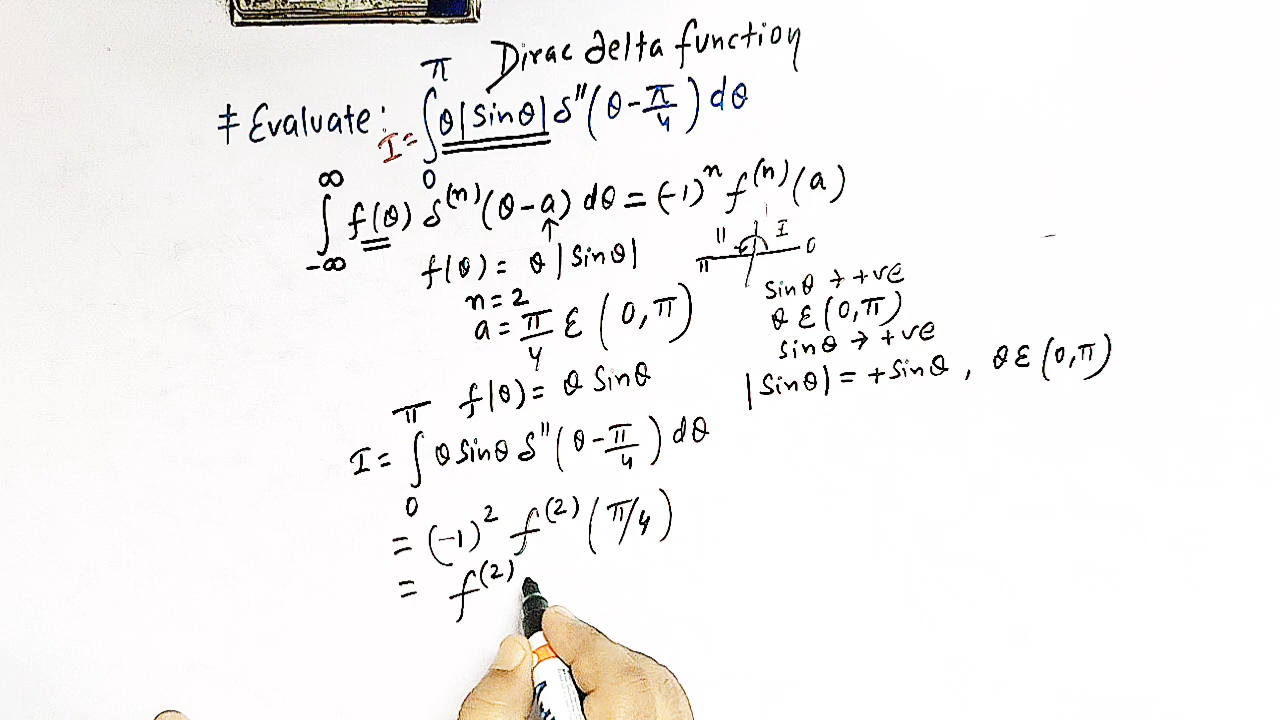 Dirac delta function
# Evaluate: I = ∫₀^π θ|sinθ| δ''(θ - π/4) dθ
∫_{-∞}^{∞} f(θ) δ^(n)(θ - a) dθ = (-1)^n f^(n)(a)
II I
π 0
f(θ) = θ|sinθ|
n = 2
a = π/4 ε (0, π)
sinθ → +ve
θ ε (0, π)
sinθ → +ve
|sinθ| = +sinθ, θ ε (0, π)
f(θ) = θ sinθ
I = ∫₀^π θ sinθ δ''(θ - π/4) dθ
= (-1)^2 f^(2)(π/4)
= f^(2)